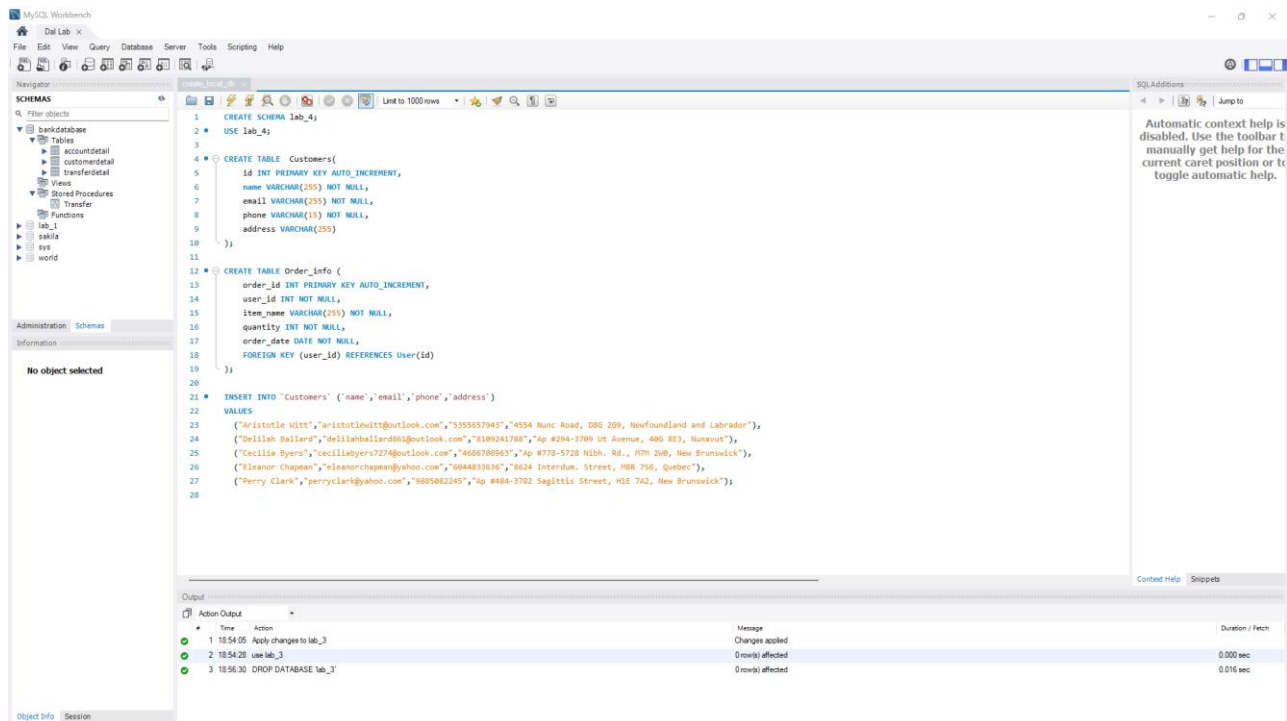 MySQL Workbench
Dal Lab
File Edit View Query Database Server Tools Scripting Help
Navigator
SCHEMAS
Filter objects
bankdatabase
Tables
accountdetail
customerdetail
transferdetail
Views
Stored Procedures
Transfer
Functions
lab_1
sakila
sys
world
Administration Schemas
Information
No object selected
Object Info Session
create_local_db
Limit to 1000 rows
1 CREATE SCHEMA lab_4;
2 USE lab_4;
3
4 CREATE TABLE Customers(
5 id INT PRIMARY KEY AUTO_INCREMENT,
6 name VARCHAR(255) NOT NULL,
7 email VARCHAR(255) NOT NULL,
8 phone VARCHAR(15) NOT NULL,
9 address VARCHAR(255)
10 );
11
12 CREATE TABLE Order_info (
13 order_id INT PRIMARY KEY AUTO_INCREMENT,
14 user_id INT NOT NULL,
15 item_name VARCHAR(255) NOT NULL,
16 quantity INT NOT NULL,
17 order_date DATE NOT NULL,
18 FOREIGN KEY (user_id) REFERENCES User(id)
19 );
20
21 INSERT INTO `Customers` (`name`,`email`,`phone`,`address`)
22 VALUES
23 ("Aristotle Witt","aristotlewitt@outlook.com","5355657943","4554 Nunc Road, D8G 2G9, Newfoundland and Labrador"),
24 ("Delilah Ballard","delilahballard861@outlook.com","8109241788","Ap #294-3709 Ut Avenue, 40G 8E3, Nunavut"),
25 ("Cecilia Byers","ceciliabyers7274@outlook.com","4686708963","Ap #778-5728 Nibh. Rd., M7M 2W0, New Brunswick"),
26 ("Eleanor Chapman","eleanorchapman@yahoo.com","6044833636","8624 Interdum. Street, M8R 7S6, Quebec"),
27 ("Perry Clark","perryclark@yahoo.com","9885082245","Ap #484-3782 Sagittis Street, H1E 7A2, New Brunswick");
28
SQLAdditions
Jump to
Automatic context help is
disabled. Use the toolbar t
manually get help for the
current caret position or to
toggle automatic help.
Context Help Snippets
Output
Action Output
# Time Action Message Duration / Fetch
1 18:54:05 Apply changes to lab_3 Changes applied
2 18:54:28 use lab_3 0 row(s) affected 0.000 sec
3 18:56:30 DROP DATABASE `lab_3` 0 row(s) affected 0.016 sec